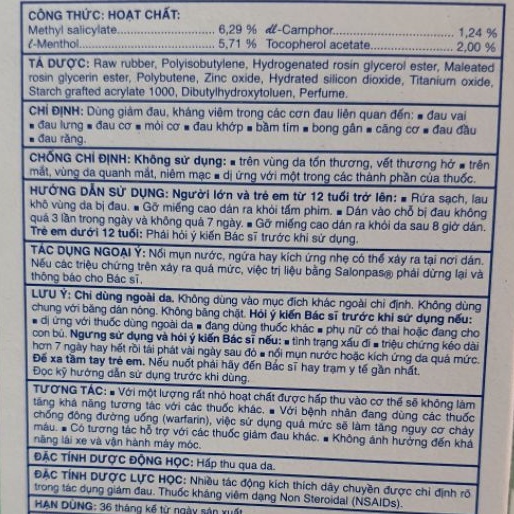 CÔNG THỨC: HOẠT CHẤT:
Methyl salicylate.................... 6,29 % dl-Camphor......................... 1,24 %
l-Menthol.............................. 5,71 % Tocopherol acetate.............. 2,00 %
TÁ DƯỢC: Raw rubber, Polyisobutylene, Hydrogenated rosin glycerol ester, Maleated
rosin glycerin ester, Polybutene, Zinc oxide, Hydrated silicon dioxide, Titanium oxide,
Starch grafted acrylate 1000, Dibutylhydroxytoluen, Perfume.
CHỈ ĐỊNH: Dùng giảm đau, kháng viêm trong các cơn đau liên quan đến: ▪ đau vai
▪ đau lưng ▪ đau cơ ▪ mỏi cơ ▪ đau khớp ▪ bầm tím ▪ bong gân ▪ căng cơ ▪ đau đầu
▪ đau răng.
CHỐNG CHỈ ĐỊNH: Không sử dụng: ▪ trên vùng da tổn thương, vết thương hở ▪ trên
mắt, vùng da quanh mắt, niêm mạc ▪ dị ứng với một trong các thành phần của thuốc.
HƯỚNG DẪN SỬ DỤNG: Người lớn và trẻ em từ 12 tuổi trở lên: ▪ Rửa sạch, lau
khô vùng da bị đau. ▪ Gỡ miếng cao dán ra khỏi tấm phim. ▪ Dán vào chỗ bị đau không
quá 3 lần trong ngày và không quá 7 ngày. ▪ Gỡ miếng cao dán ra khỏi da sau 8 giờ dán.
Trẻ em dưới 12 tuổi: Phải hỏi ý kiến Bác sĩ trước khi sử dụng.
TÁC DỤNG NGOẠI Ý: Nổi mụn nước, ngứa hay kích ứng nhẹ có thể xảy ra tại nơi dán.
Nếu các triệu chứng trên xảy ra quá mức, việc trị liệu bằng Salonpas® phải dừng lại và
thông báo cho Bác sĩ.
LƯU Ý: Chỉ dùng ngoài da. Không dùng vào mục đích khác ngoài chỉ định. Không dùng
chung với băng dán nóng. Không băng chặt. Hỏi ý kiến Bác sĩ trước khi sử dụng nếu:
▪ dị ứng với thuốc dùng ngoài da ▪ đang dùng thuốc khác ▪ phụ nữ có thai hoặc đang cho
con bú. Ngưng sử dụng và hỏi ý kiến Bác sĩ nếu: ▪ tình trạng xấu đi ▪ triệu chứng kéo dài
hơn 7 ngày hay hết rồi tái phát vài ngày sau đó ▪ nổi mụn nước hoặc kích ứng da quá mức.
Để xa tầm tay trẻ em. Nếu nuốt phải hãy đến Bác sĩ hay trạm y tế gần nhất.
Đọc kỹ hướng dẫn sử dụng trước khi dùng.
TƯƠNG TÁC: ▪ Với một lượng rất nhỏ hoạt chất được hấp thu vào cơ thể sẽ không làm
tăng khả năng tương tác với các thuốc khác. ▪ Với bệnh nhân đang dùng các thuốc
chống đông đường uống (warfarin), việc sử dụng quá mức sẽ làm tăng nguy cơ chảy
máu. ▪ Có tương tác hỗ trợ với các thuốc giảm đau khác. ▪ Không ảnh hưởng đến khả
năng lái xe và vận hành máy móc.
ĐẶC TÍNH DƯỢC ĐỘNG HỌC: Hấp thu qua da.
ĐẶC TÍNH DƯỢC LỰC HỌC: Nhiều tác động kích thích dây chuyền được chỉ định rõ
trong tác dụng giảm đau. Thuốc kháng viêm dạng Non Steroidal (NSAIDs).
HẠN DÙNG: 36 tháng kể từ ngày sản xuất